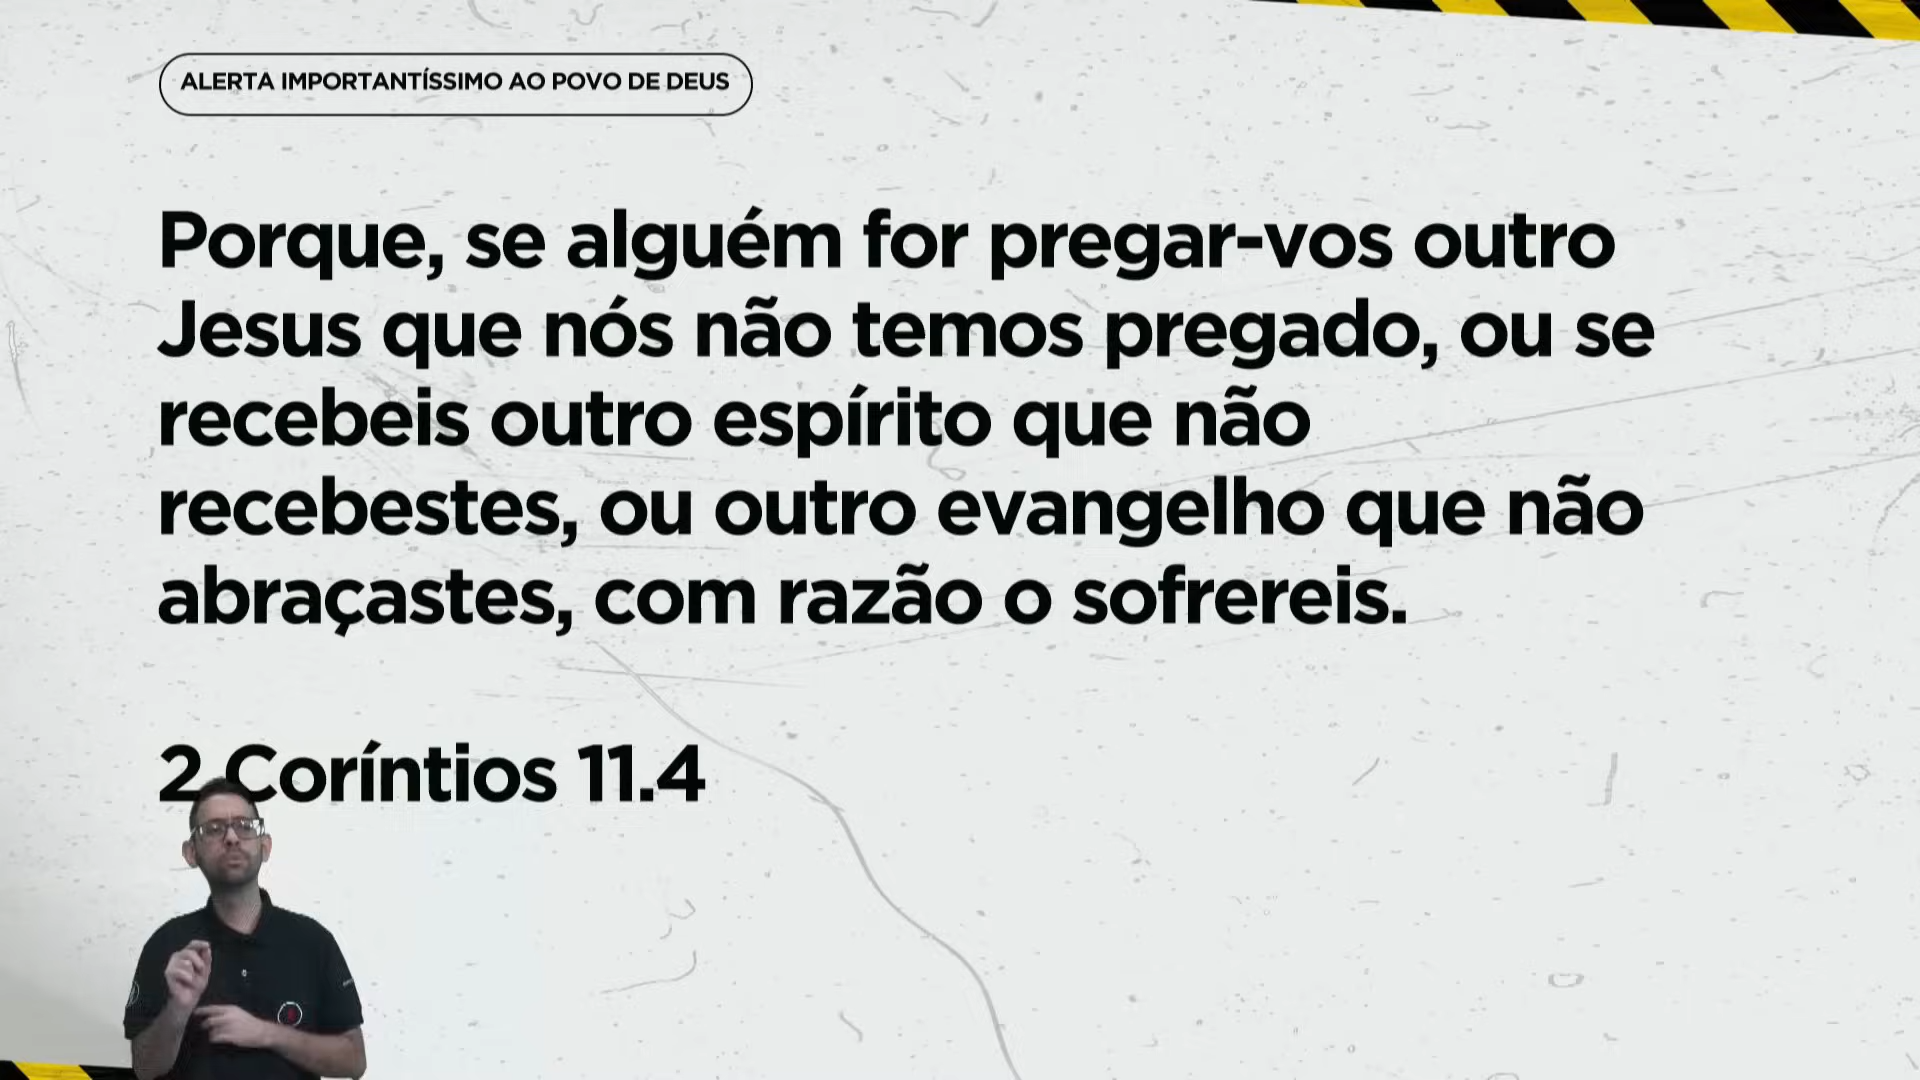 ALERTA IMPORTANTÍSSIMO AO POVO DE DEUS
Porque, se alguém for pregar-vos outro
Jesus que nós não temos pregado, ou se
recebeis outro espírito que não
recebestes, ou outro evangelho que não
abraçastes, com razão o sofrereis.
2 Coríntios 11.4